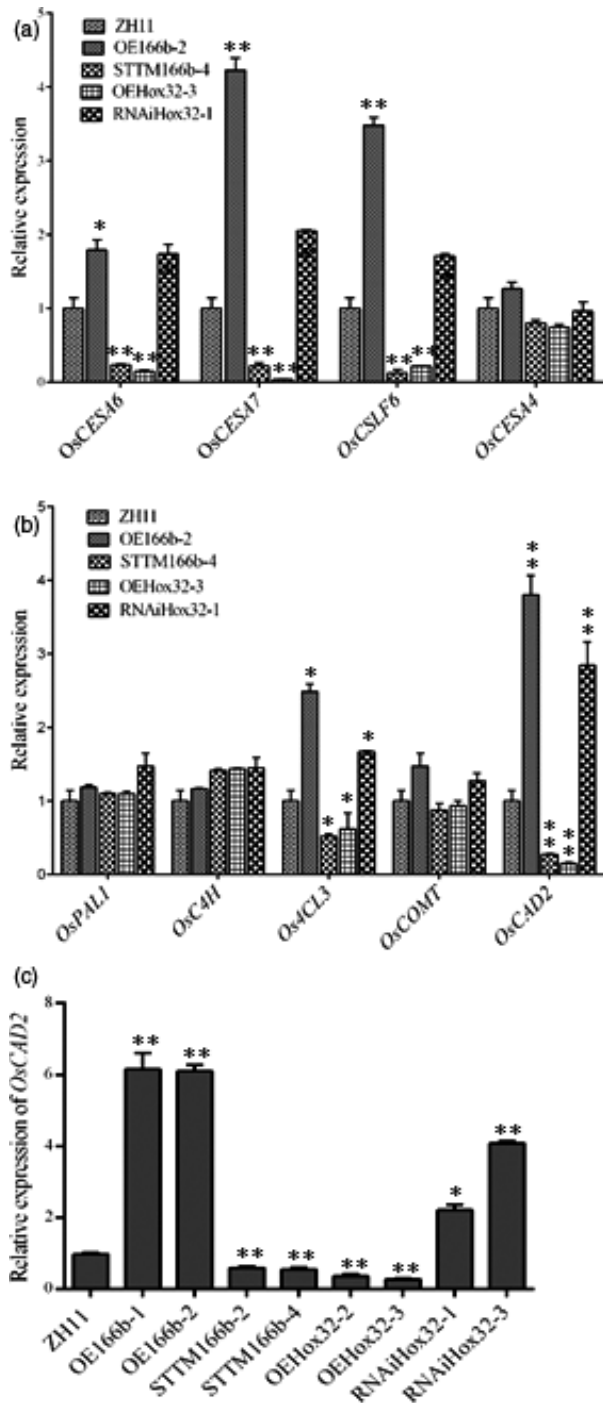 (a)
ZH11
OE166b-2
STTM166b-4
OEHox32-3
RNAiHox32-1
Relative expression
5
4
3
2
1
0
*
**
**
**
**
**
**
**
**
**
OsCESA6
OsCESA7
OsCSLF6
OsCESA4
(b)
ZH11
OE166b-2
STTM166b-4
OEHox32-3
RNAiHox32-1
Relative expression
5
4
3
2
1
0
*
*
*
*
**
**
**
**
OsPAL1
OsC4H
Os4CL3
OsCOMT
OsCAD2
(c)
Relative expression of OsCAD2
8
6
4
2
0
**
**
**
**
**
**
*
**
ZH11
OE166b-1
OE166b-2
STTM166b-2
STTM166b-4
OEHox32-2
OEHox32-3
RNAiHox32-1
RNAiHox32-3